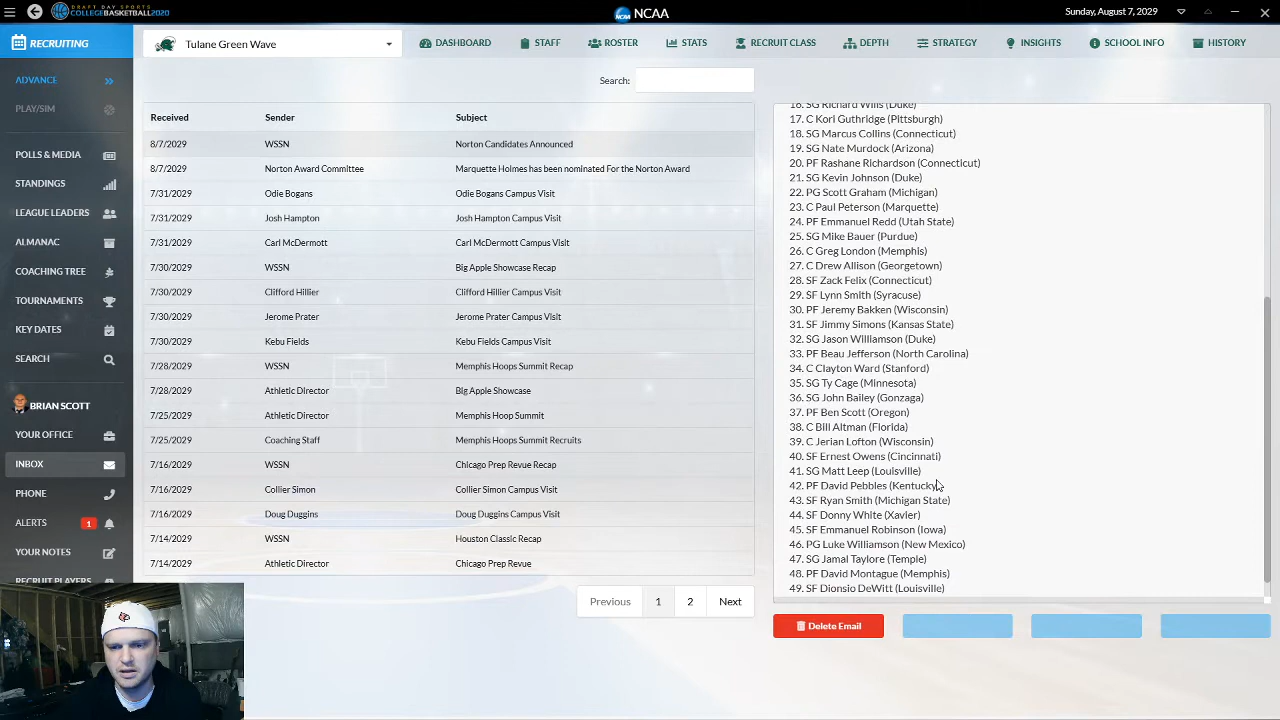 DRAFT DAY SPORTS
COLLEGE BASKETBALL 2020
NCAA
Sunday, August 7, 2029
RECRUITING
Tulane Green Wave
DASHBOARD
STAFF
ROSTER
STATS
RECRUIT CLASS
DEPTH
STRATEGY
INSIGHTS
SCHOOL INFO
HISTORY
ADVANCE
PLAY/SIM
POLLS & MEDIA
STANDINGS
LEAGUE LEADERS
ALMANAC
COACHING TREE
TOURNAMENTS
KEY DATES
SEARCH
BRIAN SCOTT
YOUR OFFICE
INBOX
PHONE
ALERTS 1
YOUR NOTES
RECRUIT PLAYERS
Search:
Received Sender Subject
8/7/2029 WSSN Norton Candidates Announced
8/7/2029 Norton Award Committee Marquette Holmes has been nominated For the Norton Award
7/31/2029 Odie Bogans Odie Bogans Campus Visit
7/31/2029 Josh Hampton Josh Hampton Campus Visit
7/31/2029 Carl McDermott Carl McDermott Campus Visit
7/30/2029 WSSN Big Apple Showcase Recap
7/30/2029 Clifford Hillier Clifford Hillier Campus Visit
7/30/2029 Jerome Prater Jerome Prater Campus Visit
7/30/2029 Kebu Fields Kebu Fields Campus Visit
7/28/2029 WSSN Memphis Hoops Summit Recap
7/28/2029 Athletic Director Big Apple Showcase
7/25/2029 Athletic Director Memphis Hoop Summit
7/25/2029 Coaching Staff Memphis Hoops Summit Recruits
7/16/2029 WSSN Chicago Prep Revue Recap
7/16/2029 Collier Simon Collier Simon Campus Visit
7/16/2029 Doug Duggins Doug Duggins Campus Visit
7/14/2029 WSSN Houston Classic Recap
7/14/2029 Athletic Director Chicago Prep Revue
Previous 1 2 Next
16. SG Richard Wills (Duke)
17. C Kori Guthridge (Pittsburgh)
18. SG Marcus Collins (Connecticut)
19. SG Nate Murdock (Arizona)
20. PF Rashane Richardson (Connecticut)
21. SG Kevin Johnson (Duke)
22. PG Scott Graham (Michigan)
23. C Paul Peterson (Marquette)
24. PF Emmanuel Redd (Utah State)
25. SG Mike Bauer (Purdue)
26. C Greg London (Memphis)
27. C Drew Allison (Georgetown)
28. SF Zack Felix (Connecticut)
29. SF Lynn Smith (Syracuse)
30. PF Jeremy Bakken (Wisconsin)
31. SF Jimmy Simons (Kansas State)
32. SG Jason Williamson (Duke)
33. PF Beau Jefferson (North Carolina)
34. C Clayton Ward (Stanford)
35. SG Ty Cage (Minnesota)
36. SG John Bailey (Gonzaga)
37. PF Ben Scott (Oregon)
38. C Bill Altman (Florida)
39. C Jerian Lofton (Wisconsin)
40. SF Ernest Owens (Cincinnati)
41. SG Matt Leep (Louisville)
42. PF David Pebbles (Kentucky)
43. SF Ryan Smith (Michigan State)
44. SF Donny White (Xavier)
45. SF Emmanuel Robinson (Iowa)
46. PG Luke Williamson (New Mexico)
47. SG Jamal Taylore (Temple)
48. PF David Montague (Memphis)
49. SF Dionsio DeWitt (Louisville)
Delete Email